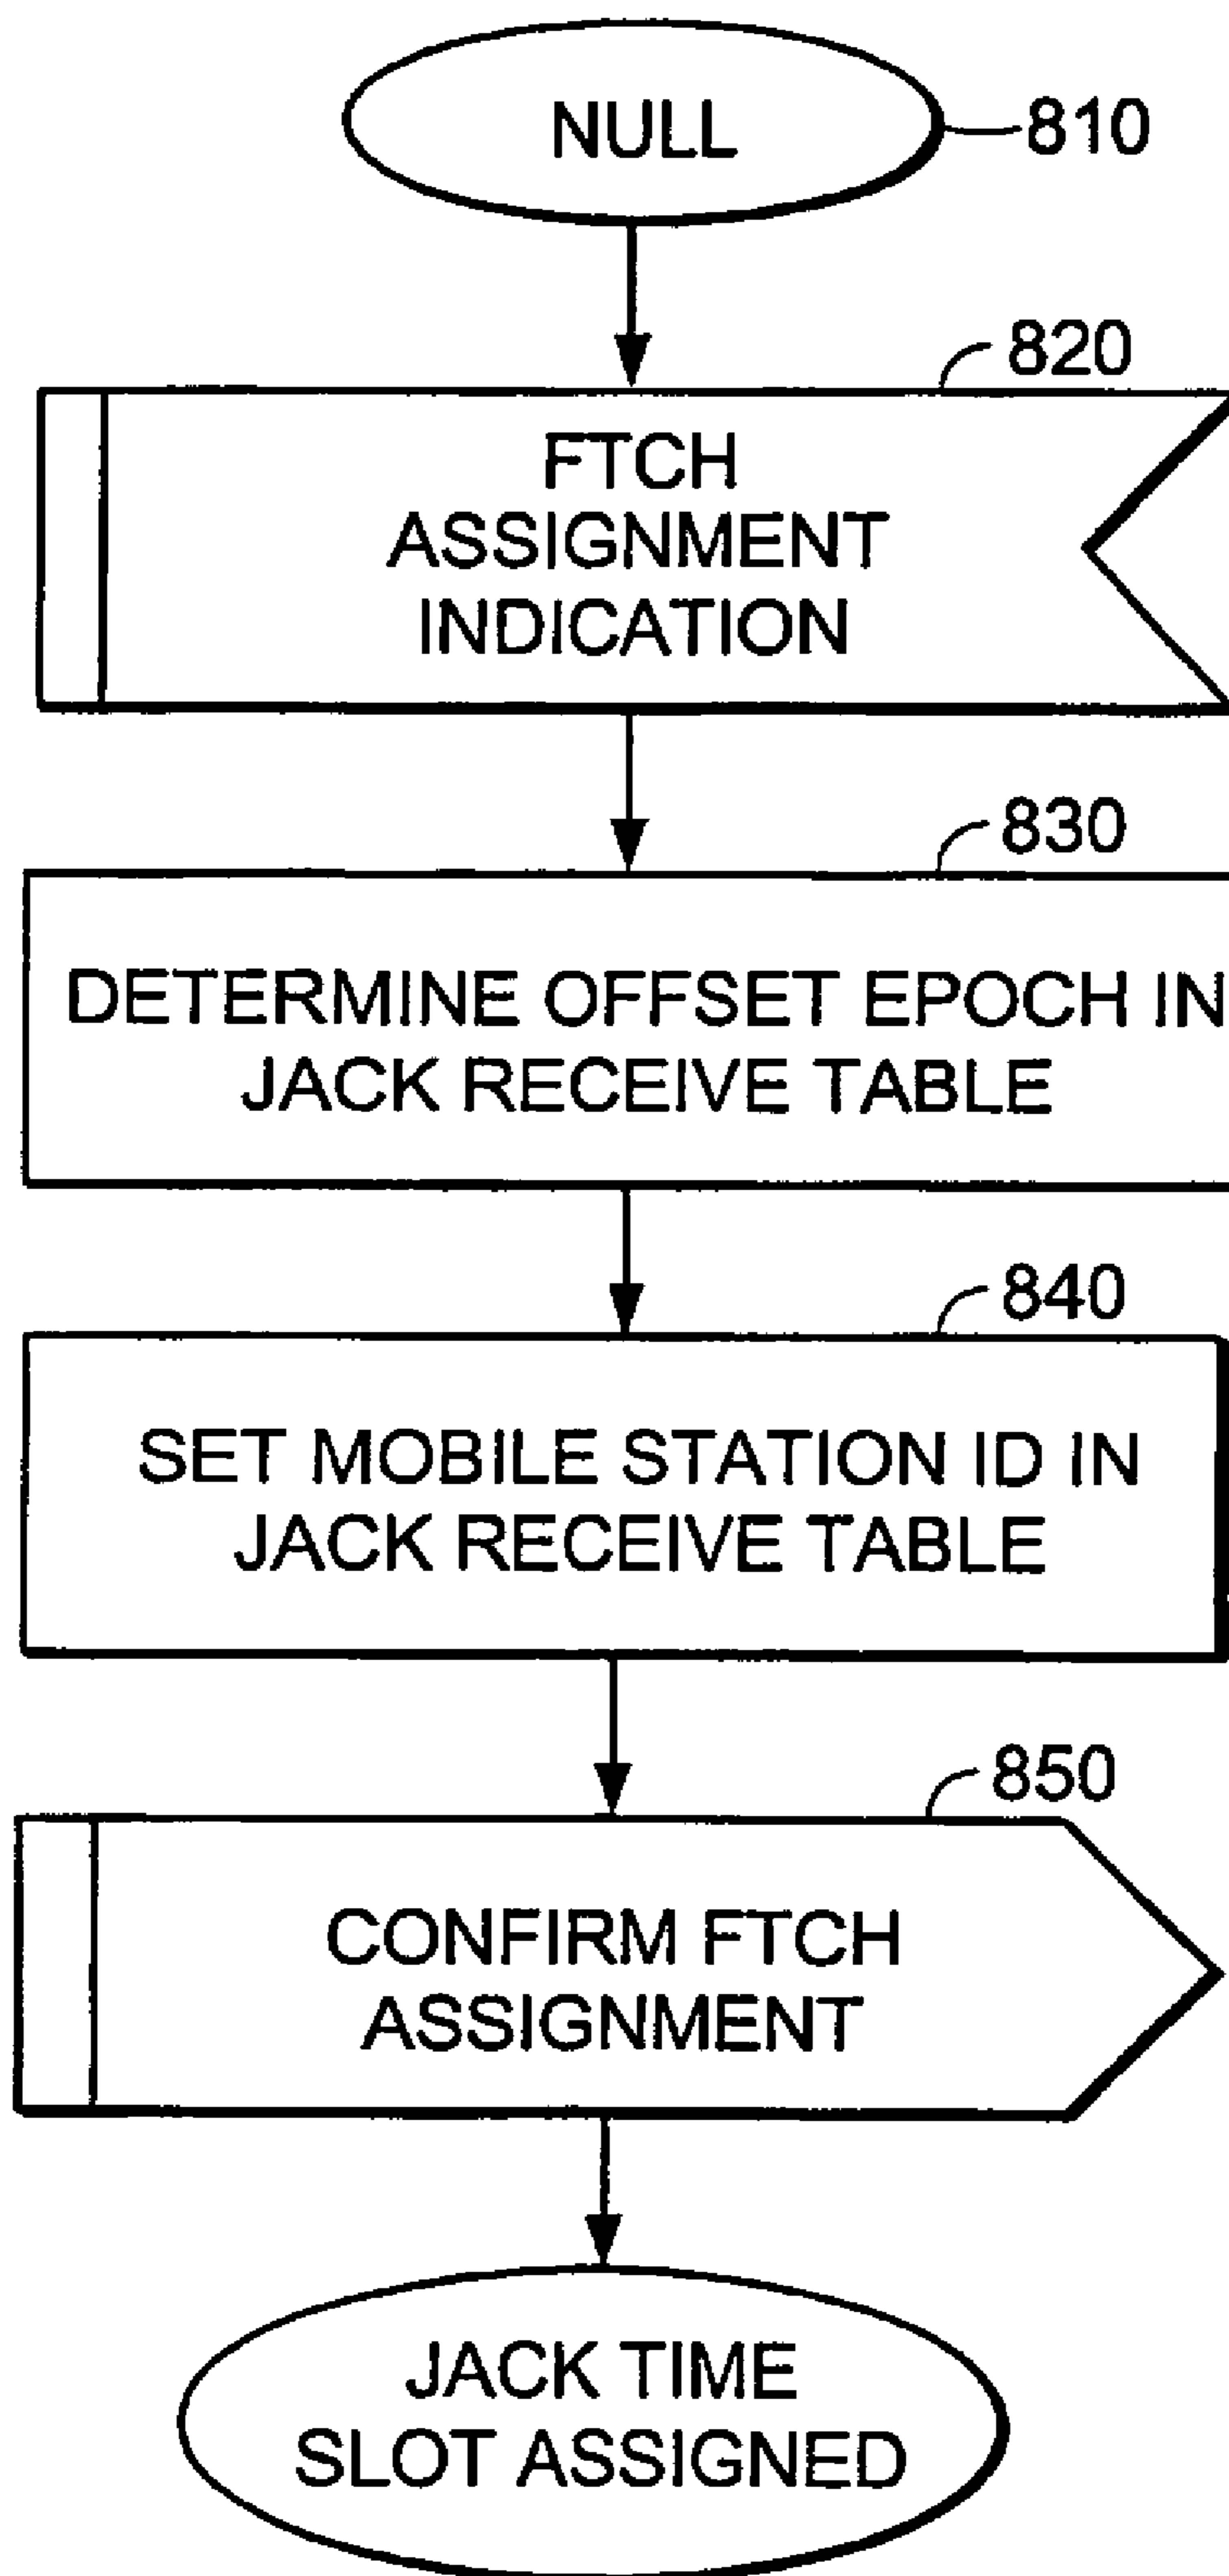 NULL
810
820
FTCH
ASSIGNMENT
INDICATION
830
DETERMINE OFFSET EPOCH IN
JACK RECEIVE TABLE
840
SET MOBILE STATION ID IN
JACK RECEIVE TABLE
850
CONFIRM FTCH
ASSIGNMENT
JACK TIME
SLOT ASSIGNED